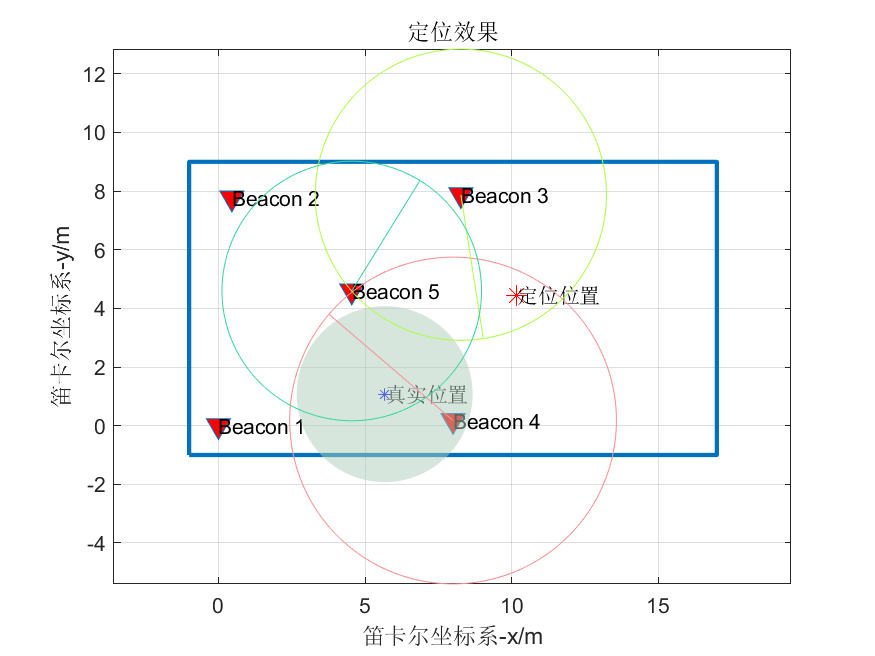 定位效果
12
10
8
6
4
2
0
-2
-4
笛卡尔坐标系-y/m
Beacon 2
Beacon 3
Beacon 5
定位位置
真实位置
Beacon 1
Beacon 4
0
5
10
15
笛卡尔坐标系-x/m